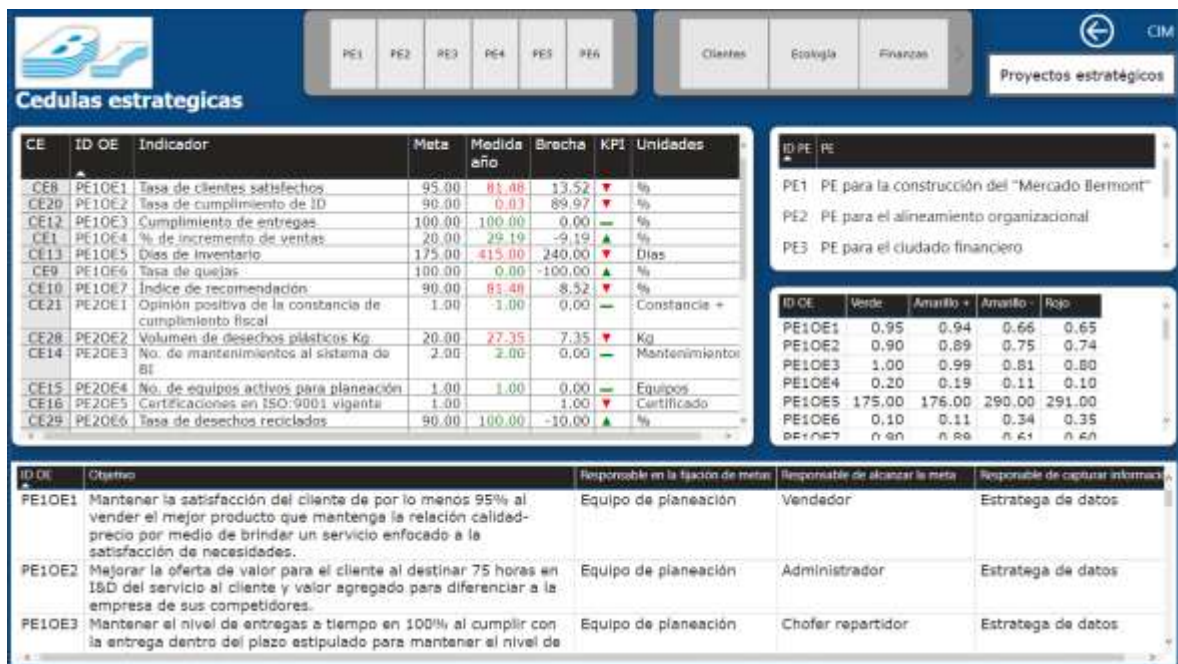 PE1 PE2 PE3 PE4 PE5 PE6
Clientes Ecología Finanzas
CIM
Proyectos estratégicos
Cedulas estrategicas
CE ID OE Indicador Meta Medida año Brecha KPI Unidades
CE8 PE1OE1 Tasa de clientes satisfechos 95.00 81.48 13.52 ▼ %
CE20 PE1OE2 Tasa de cumplimiento de ID 90.00 0.03 89.97 ▼ %
CE12 PE1OE3 Cumplimiento de entregas 100.00 100.00 0.00 — %
CE1 PE1OE4 % de incremento de ventas 20.00 29.19 -9.19 ▲ %
CE13 PE1OE5 Dias de inventario 175.00 415.00 240.00 ▼ Dias
CE9 PE1OE6 Tasa de quejas 100.00 0.00 -100.00 ▲ %
CE10 PE1OE7 Indice de recomendación 90.00 81.48 8.52 ▼ %
CE21 PE2OE1 Opinión positiva de la constancia de 1.00 1.00 0.00 — Constancia +
cumplimiento fiscal
CE28 PE2OE2 Volumen de desechos plásticos Kg 20.00 27.35 7.35 ▼ Kg
CE14 PE2OE3 No. de mantenimientos al sistema de 2.00 2.00 0.00 — Mantenimientos
BI
CE15 PE2OE4 No. de equipos activos para planeación 1.00 1.00 0.00 — Equipos
CE16 PE2OE5 Certificaciones en ISO:9001 vigente 1.00 1.00 ▼ Certificado
CE29 PE2OE6 Tasa de desechos reciclados 90.00 100.00 -10.00 ▲ %
ID PE PE
PE1 PE para la construcción del "Mercado Bermont"
PE2 PE para el alineamiento organizacional
PE3 PE para el ciudado financiero
ID OE Verde Amarillo + Amarillo - Rojo
PE1OE1 0.95 0.94 0.66 0.65
PE1OE2 0.90 0.89 0.75 0.74
PE1OE3 1.00 0.99 0.81 0.80
PE1OE4 0.20 0.19 0.11 0.10
PE1OE5 175.00 176.00 290.00 291.00
PE1OE6 0.10 0.11 0.34 0.35
PE1OE7 0.90 0.89 0.61 0.60
ID OE Objetivo Responsable en la fijación de metas Responsable de alcanzar la meta Responable de capturar informaci
PE1OE1 Mantener la satisfacción del cliente de por lo menos 95% al Equipo de planeación Vendedor Estratega de datos
vender el mejor producto que mantenga la relación calidad-
precio por medio de brindar un servicio enfocado a la
satisfacción de necesidades.
PE1OE2 Mejorar la oferta de valor para el cliente al destinar 75 horas en Equipo de planeación Administrador Estratega de datos
I&D del servicio al cliente y valor agregado para diferenciar a la
empresa de sus competidores.
PE1OE3 Mantener el nivel de entregas a tiempo en 100% al cumplir con Equipo de planeación Chofer repartidor Estratega de datos
la entrega dentro del plazo estipulado para mantener el nivel de